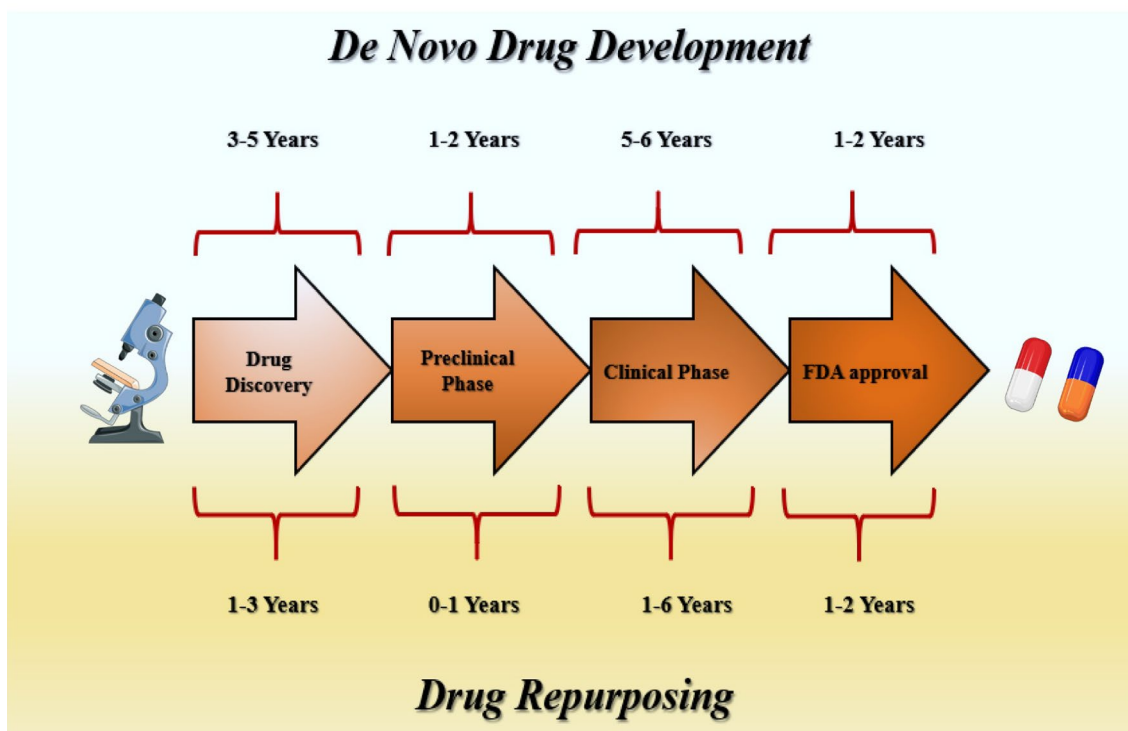 De Novo Drug Development
3-5 Years
1-2 Years
5-6 Years
1-2 Years
Drug
Discovery
Preclinical
Phase
Clinical Phase
FDA approval
1-3 Years
0-1 Years
1-6 Years
1-2 Years
Drug Repurposing